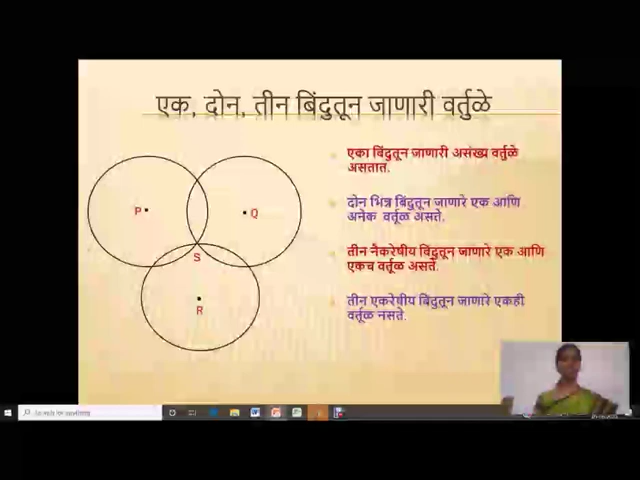 एक, दोन, तीन बिंदुतून जाणारी वर्तुळे
एका बिंदुतून जाणारी असंख्य वर्तुळे
असतात.
दोन भिन्न बिंदुतून जाणारे एक आणि
अनेक वर्तूळ असते.
तीन नैकरेषीय बिंदुतून जाणारे एक आणि
एकच वर्तूळ असते.
तीन एकरेषीय बिंदुतून जाणारे एकही
वर्तूळ नसते.
P
Q
S
R